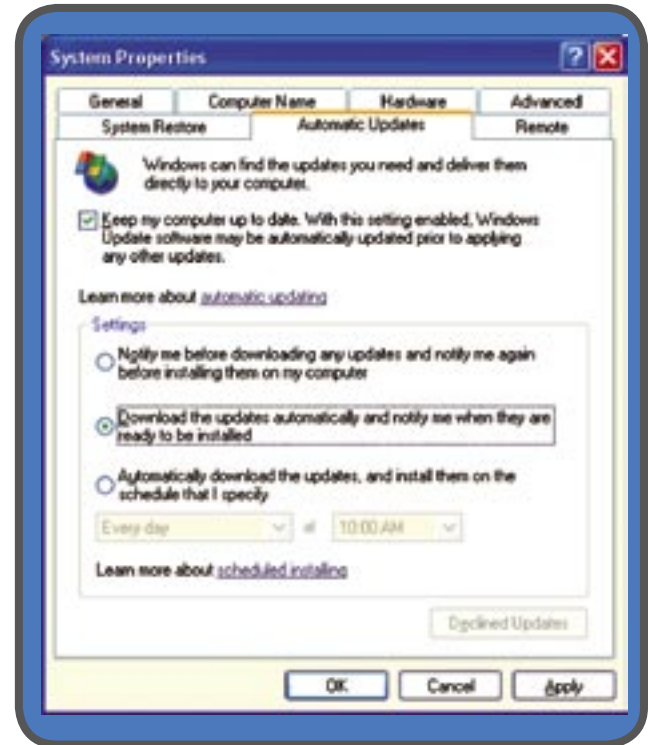 System Properties
General Computer Name Hardware Advanced
System Restore Automatic Updates Remote
Windows can find the updates you need and deliver them
directly to your computer.
Keep my computer up to date. With this setting enabled, Windows
Update software may be automatically updated prior to applying
any other updates.
Learn more about automatic updating
Settings
Notify me before downloading any updates and notify me again
before installing them on my computer
Download the updates automatically and notify me when they are
ready to be installed
Automatically download the updates, and install them on the
schedule that I specify
Every day at 10:00 AM
Learn more about scheduled installing
Declined Updates
OK Cancel Apply